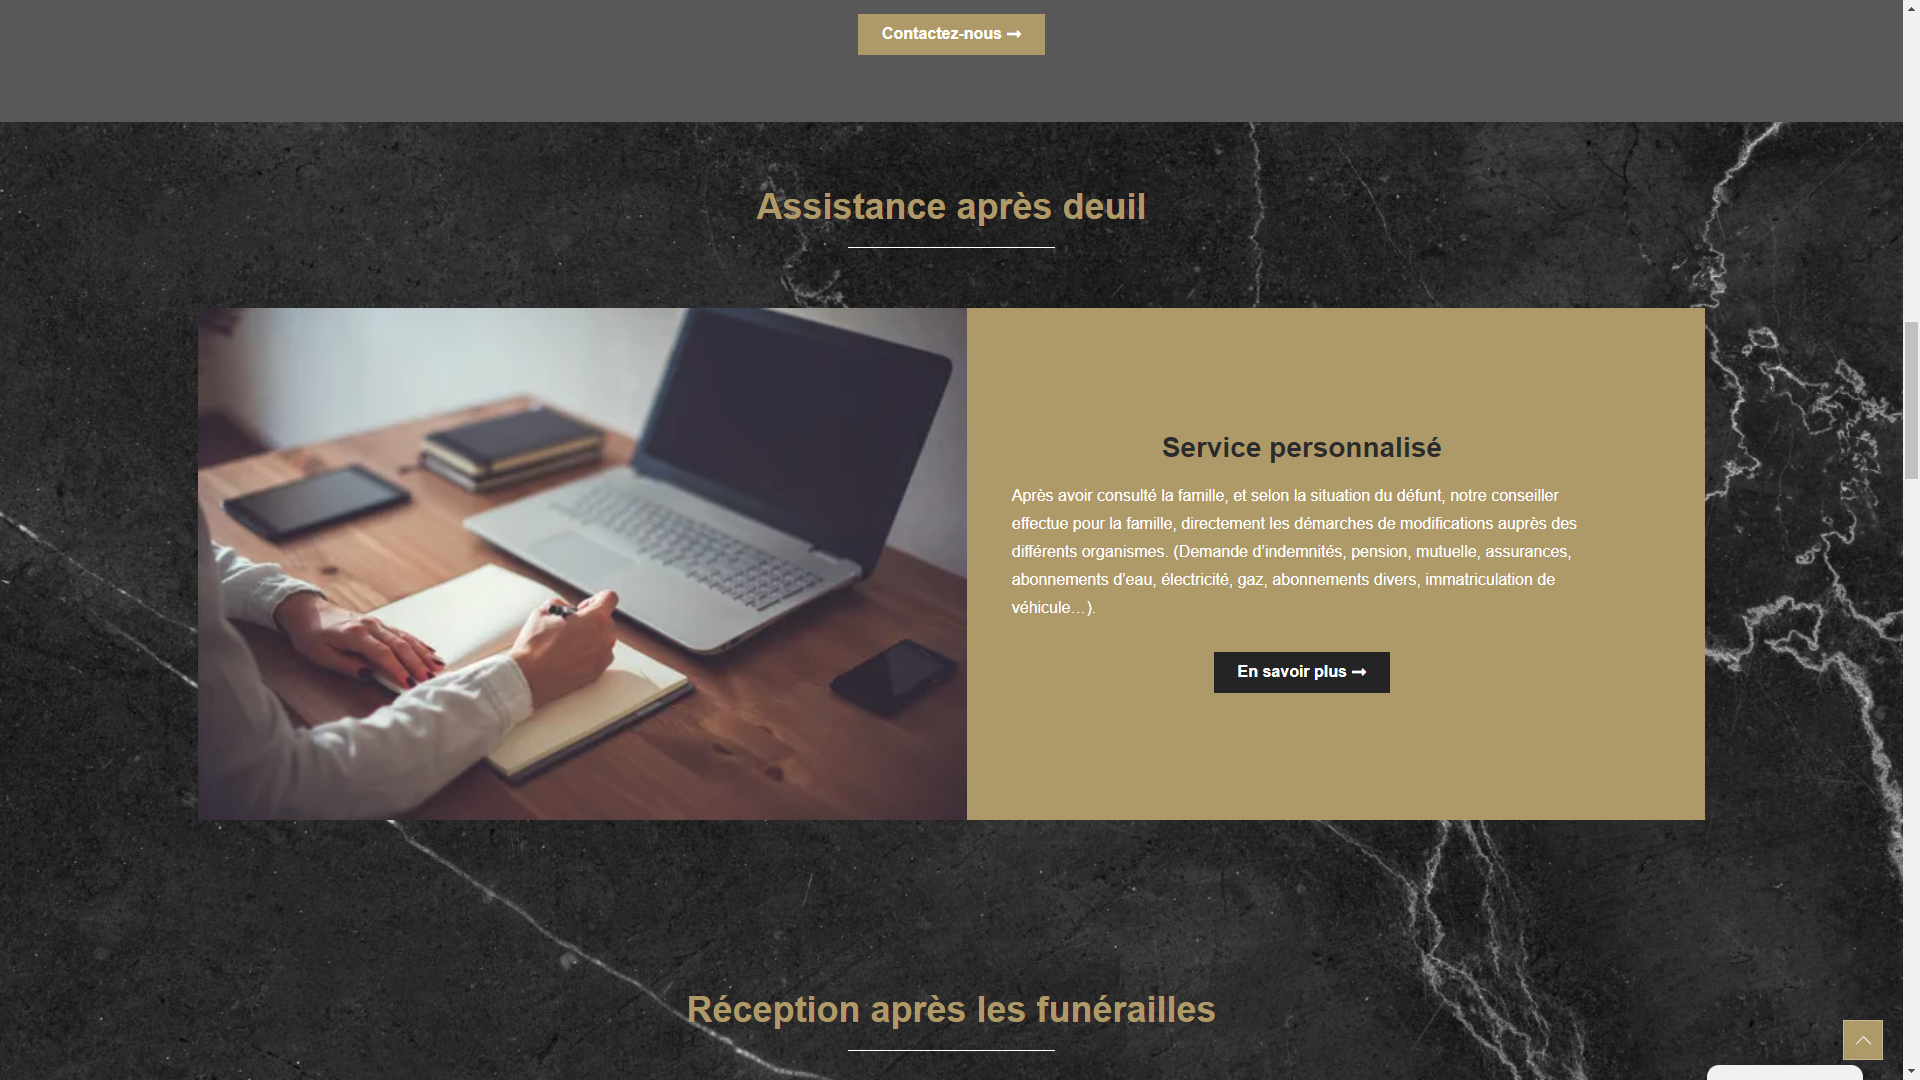 Contactez-nous ➞
Assistance après deuil
Service personnalisé
Après avoir consulté la famille, et selon la situation du défunt, notre conseiller
effectue pour la famille, directement les démarches de modifications auprès des
différents organismes. (Demande d’indemnités, pension, mutuelle, assurances,
abonnements d’eau, électricité, gaz, abonnements divers, immatriculation de
véhicule…).
En savoir plus ➞
Réception après les funérailles